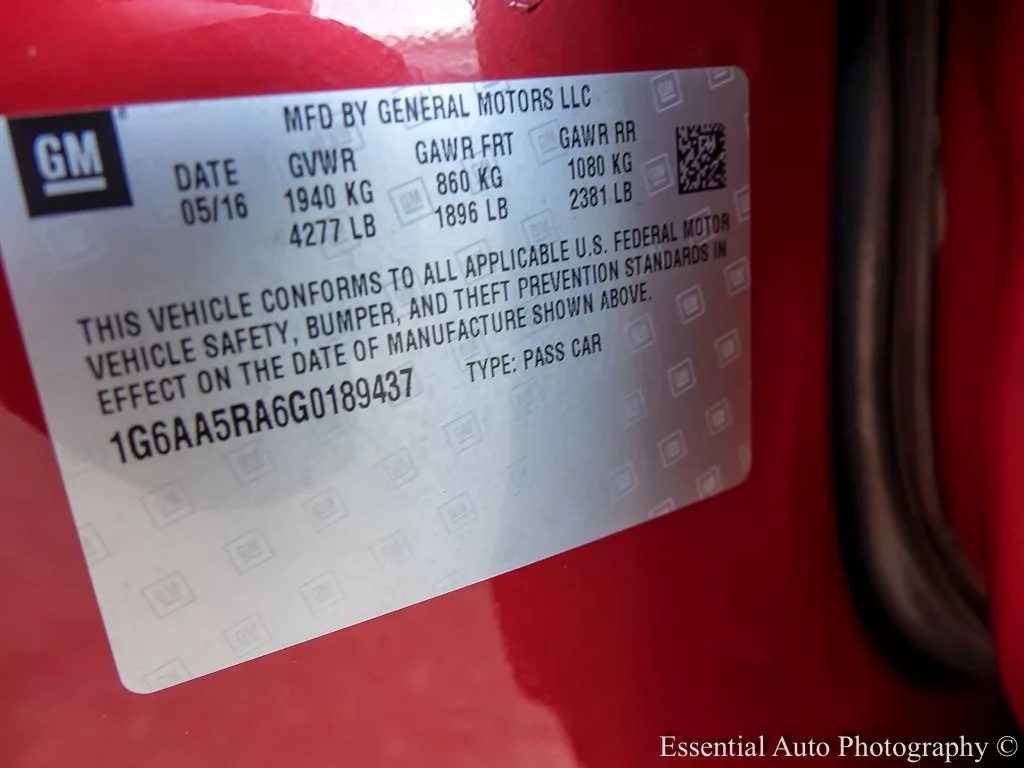 GM
MFD BY GENERAL MOTORS LLC
DATE GVWR GAWR FRT GAWR RR
05/16 1940 KG 860 KG 1080 KG
4277 LB 1896 LB 2381 LB
THIS VEHICLE CONFORMS TO ALL APPLICABLE U.S. FEDERAL MOTOR
VEHICLE SAFETY, BUMPER, AND THEFT PREVENTION STANDARDS IN
EFFECT ON THE DATE OF MANUFACTURE SHOWN ABOVE.
1G6AA5RA6G0189437 TYPE: PASS CAR
Essential Auto Photography ©